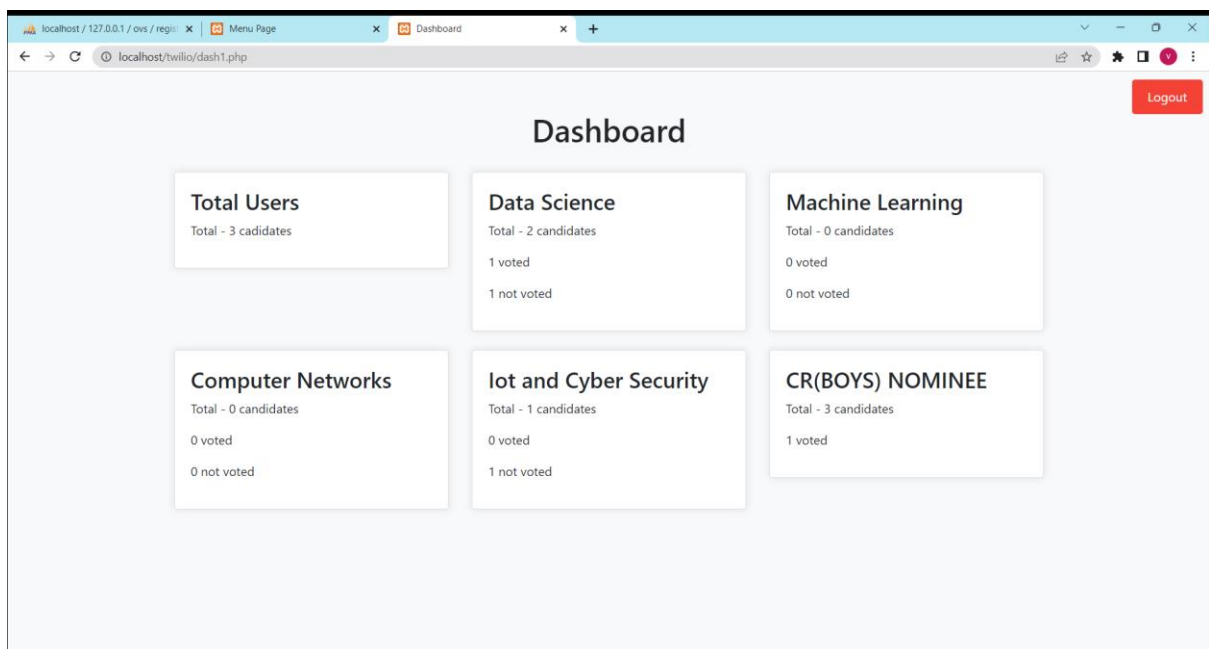 localhost / 127.0.0.1 / ovs / regis
Menu Page
Dashboard
localhost/twilio/dash1.php
V
Logout
Dashboard
Total Users
Total - 3 cadidates
Data Science
Total - 2 candidates
1 voted
1 not voted
Machine Learning
Total - 0 candidates
0 voted
0 not voted
Computer Networks
Total - 0 candidates
0 voted
0 not voted
Iot and Cyber Security
Total - 1 candidates
0 voted
1 not voted
CR(BOYS) NOMINEE
Total - 3 candidates
1 voted